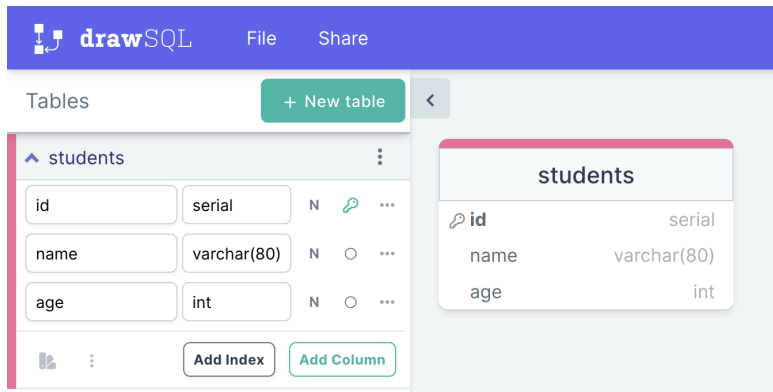 drawSQL File Share
Tables + New table
students
id serial N
name varchar(80) N
age int N
Add Index Add Column
students
id serial
name varchar(80)
age int